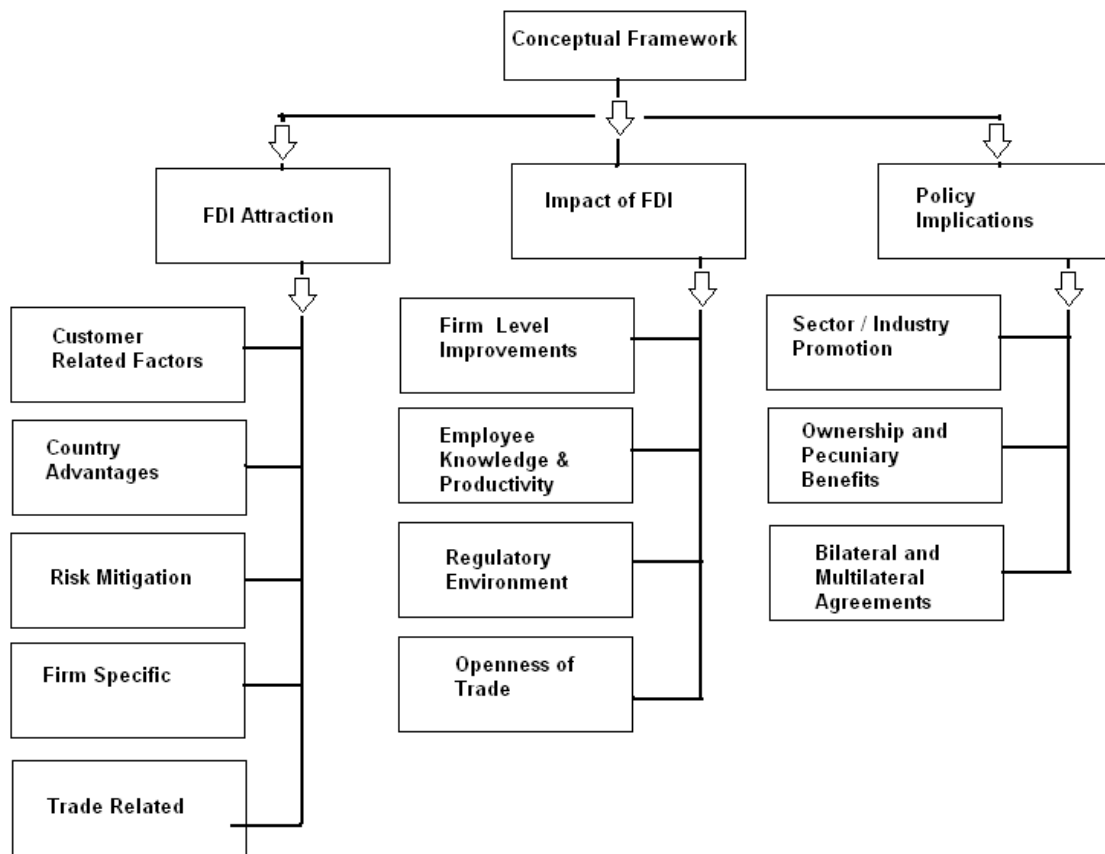 Conceptual Framework
FDI Attraction
Impact of FDI
Policy
Implications
Customer
Related Factors
Country
Advantages
Risk Mitigation
Firm Specific
Trade Related
Firm Level
Improvements
Employee
Knowledge &
Productivity
Regulatory
Environment
Openness of
Trade
Sector / Industry
Promotion
Ownership and
Pecuniary
Benefits
Bilateral and
Multilateral
Agreements